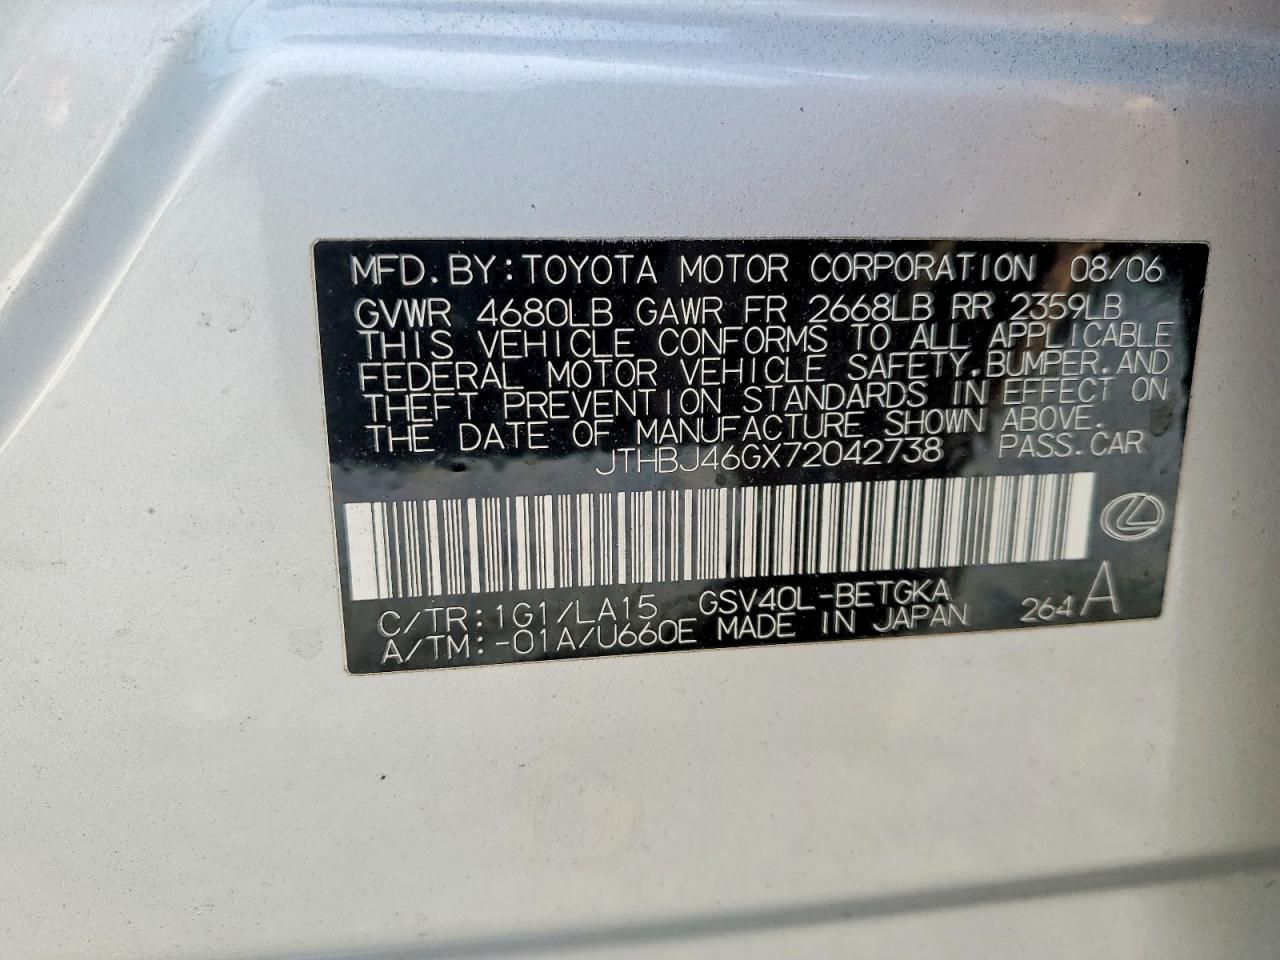 MFD.BY:TOYOTA MOTOR CORPORATION 08/06
GVWR 4680LB GAWR FR 2668LB RR 2359LB
THIS VEHICLE CONFORMS TO ALL APPLICABLE
FEDERAL MOTOR VEHICLE SAFETY.BUMPER.AND
THEFT PREVENTION STANDARDS IN EFFECT ON
THE DATE OF MANUFACTURE SHOWN ABOVE.
JTHBJ46GX72042738 PASS.CAR
C/TR:1G1/LA15 GSV40L-BETGKA
A/TM:-01A/U660E MADE IN JAPAN 264A